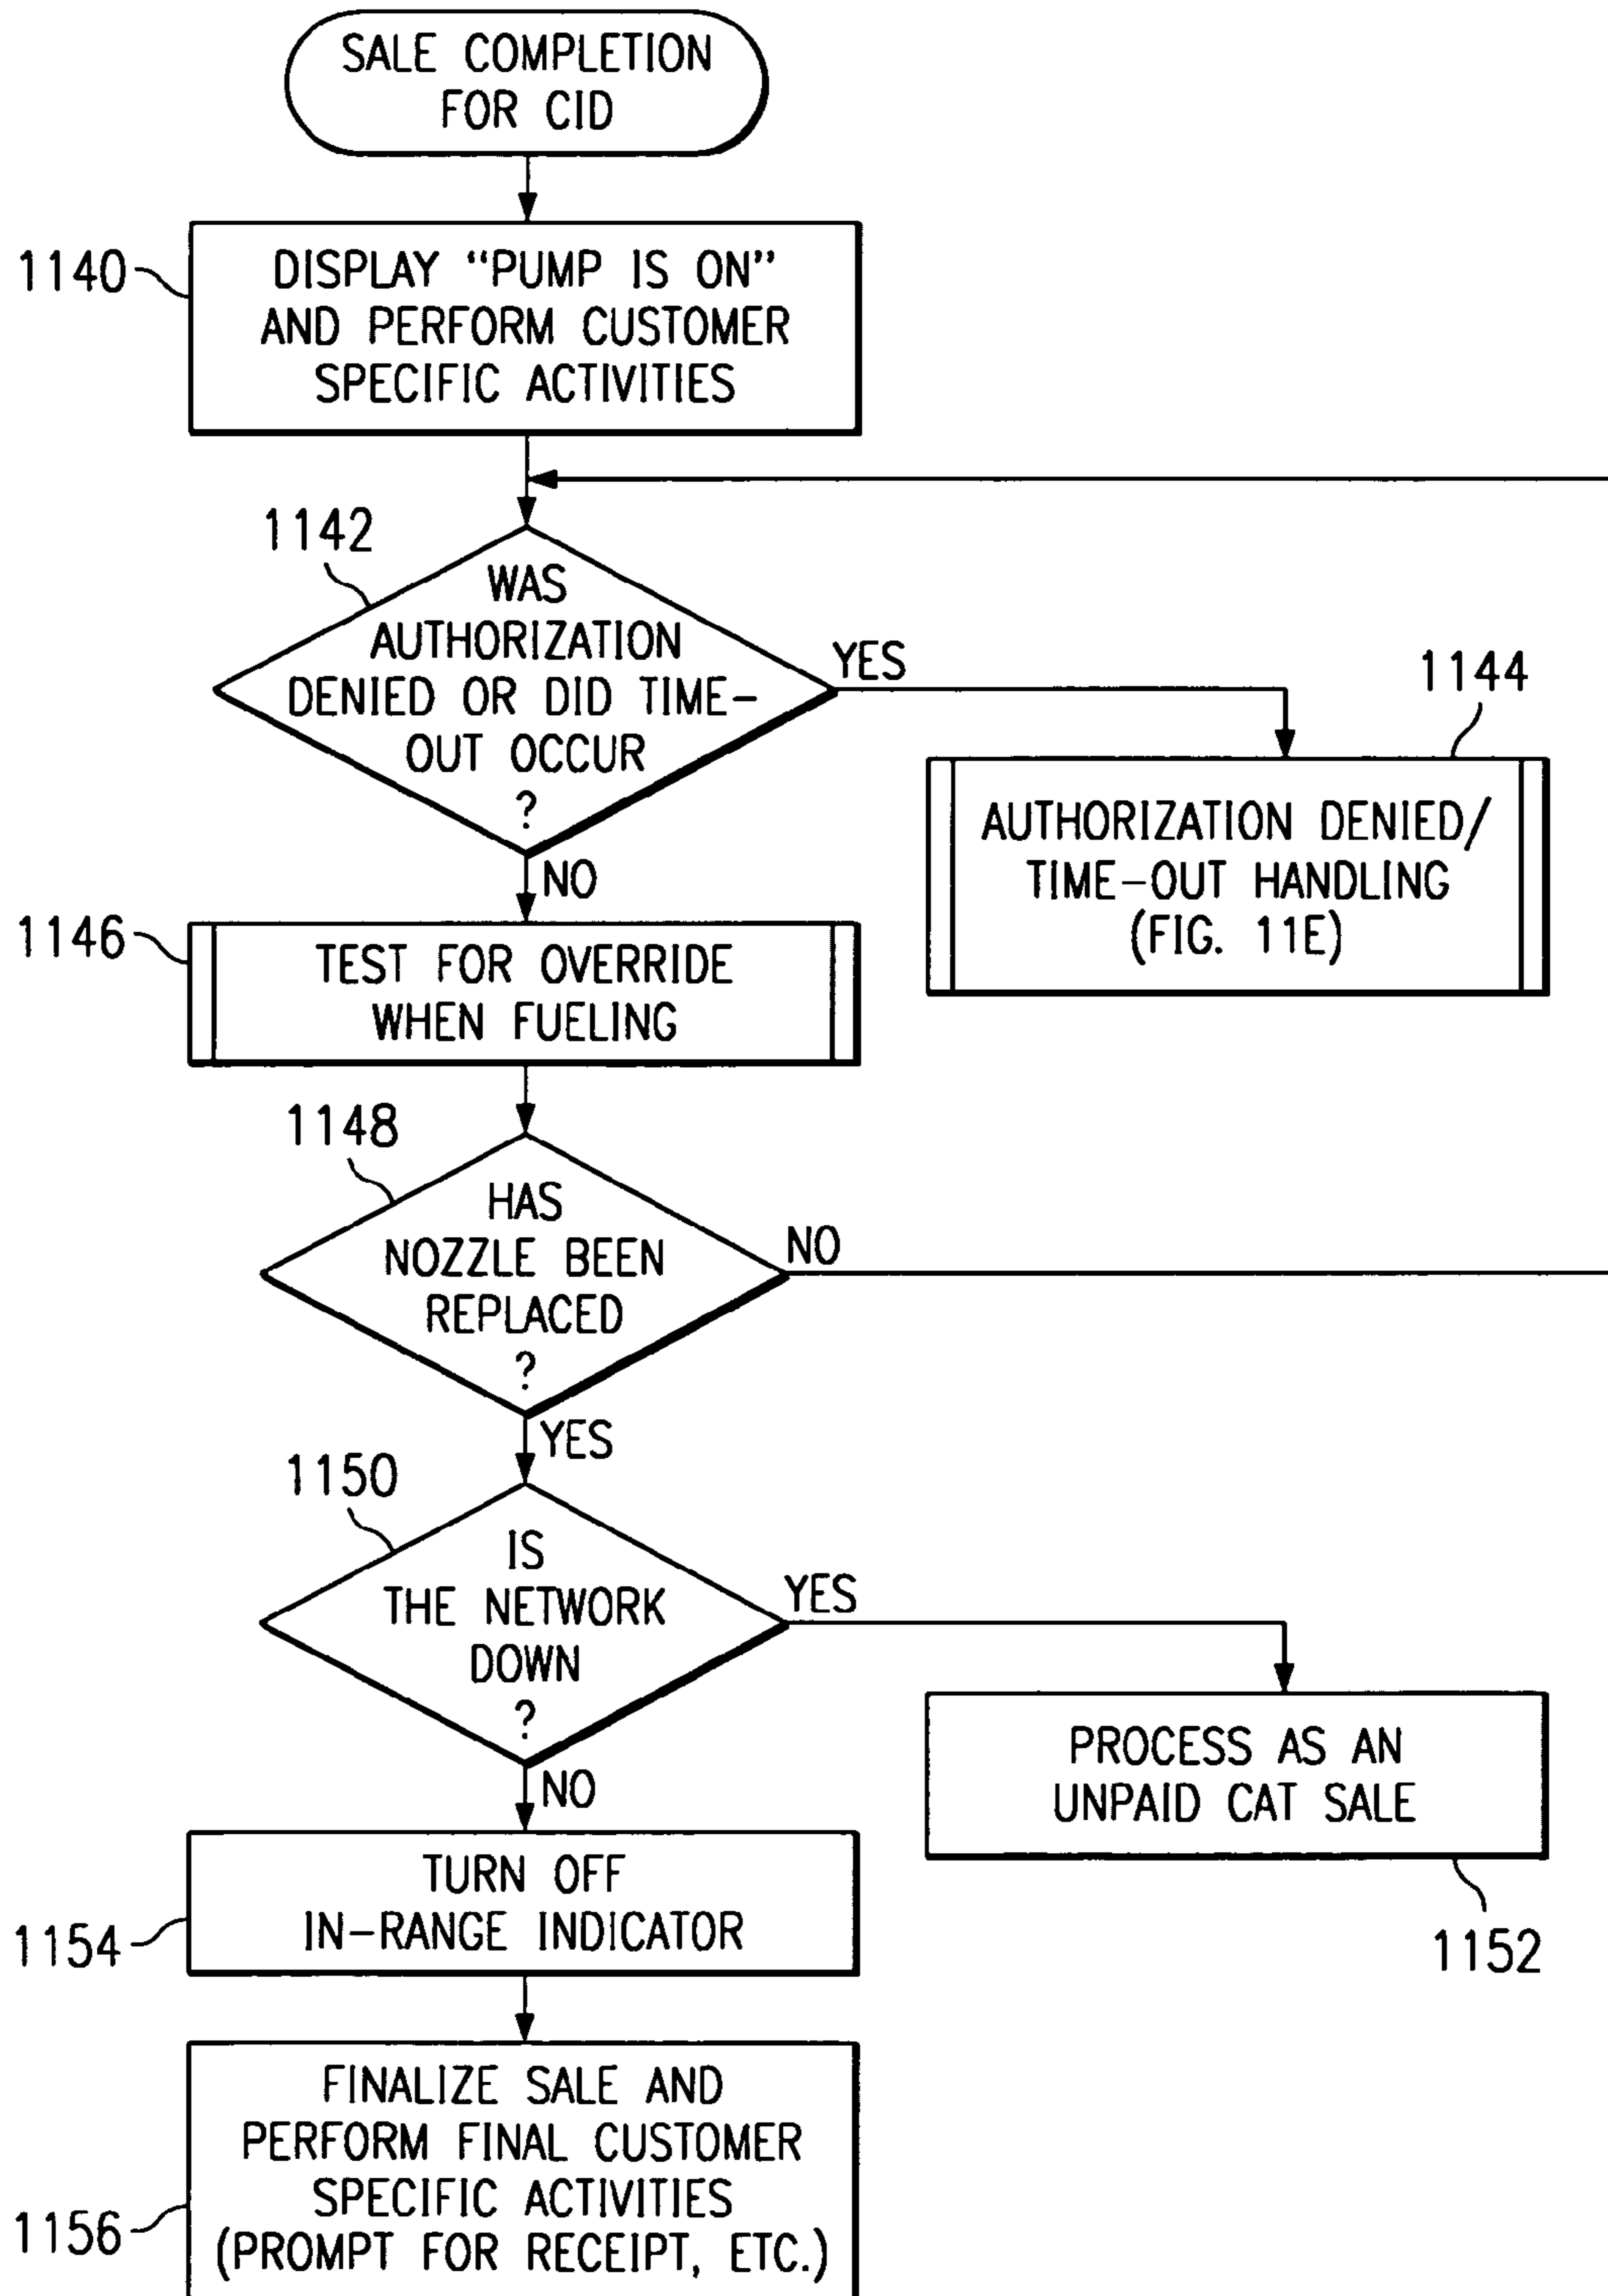 SALE COMPLETION
FOR CID
1140
DISPLAY “PUMP IS ON”
AND PERFORM CUSTOMER
SPECIFIC ACTIVITIES
1142
WAS
AUTHORIZATION
DENIED OR DID TIME-
OUT OCCUR
?
YES
1144
AUTHORIZATION DENIED/
TIME-OUT HANDLING
(FIG. 11E)
NO
1146
TEST FOR OVERRIDE
WHEN FUELING
1148
HAS
NOZZLE BEEN
REPLACED
?
NO
YES
1150
IS
THE NETWORK
DOWN
?
YES
PROCESS AS AN
UNPAID CAT SALE
1152
NO
TURN OFF
IN-RANGE INDICATOR
1154
FINALIZE SALE AND
PERFORM FINAL CUSTOMER
SPECIFIC ACTIVITIES
(PROMPT FOR RECEIPT, ETC.)
1156